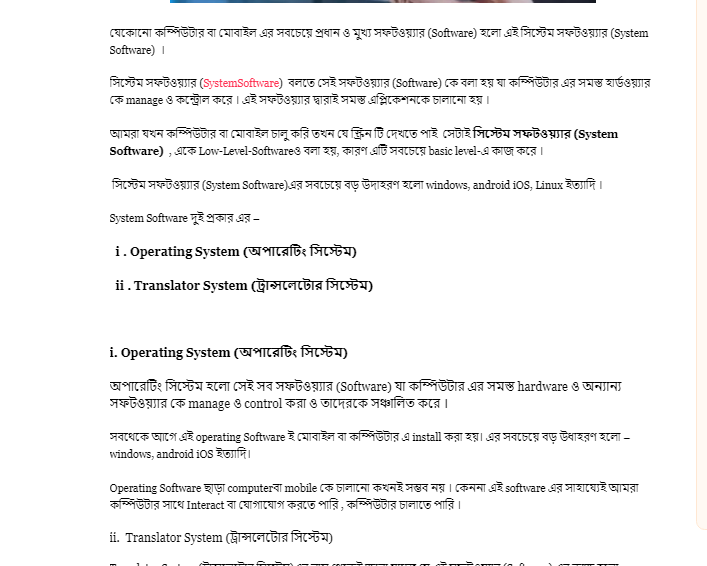 যেকোনো কম্পিউটার বা মোবাইল এর সবচেয়ে প্রধান ও মুখ্য সফটওয়্যার (Software) হলো এই সিস্টেম সফটওয়্যার (System
Software) ।
সিস্টেম সফটওয়্যার (SystemSoftware) বলতে সেই সফটওয়্যার (Software) কে বলা হয় যা কম্পিউটার এর সমস্ত হার্ডওয়্যার
কে manage ও কন্ট্রোল করে। এই সফটওয়্যার দ্বারাই সমস্ত এপ্লিকেশনকে চালানো হয়।
আমরা যখন কম্পিউটার বা মোবাইল চালু করি তখন যে স্ক্রিন টি দেখতে পাই সেটাই সিস্টেম সফটওয়্যার (System
Software) , একে Low-Level-Softwareও বলা হয়, কারণ এটি সবচেয়ে basic level-এ কাজ করে।
সিস্টেম সফটওয়্যার (System Software)এর সবচেয়ে বড় উদাহরণ হলো windows, android iOS, Linux ইত্যাদি।
System Software দুই প্রকার এর –
i . Operating System (অপারেটিং সিস্টেম)
ii . Translator System (ট্রান্সলেটোর সিস্টেম)
i. Operating System (অপারেটিং সিস্টেম)
অপারেটিং সিস্টেম হলো সেই সব সফটওয়্যার (Software) যা কম্পিউটার এর সমস্ত hardware ও অন্যান্য
সফটওয়্যার কে manage ও control করা ও তাদেরকে সঞ্চালিত করে।
সবথেকে আগে এই operating Software ই মোবাইল বা কম্পিউটার এ install করা হয়। এর সবচেয়ে বড় উধাহরণ হলো –
windows, android iOS ইত্যাদি।
Operating Software ছাড়া computerবা mobile কে চালানো কখনই সম্ভব নয়। কেননা এই software এর সাহায্যেই আমরা
কম্পিউটার সাথে Interact বা যোগাযোগ করতে পারি , কম্পিউটার চালাতে পারি।
ii. Translator System (ট্রান্সলেটোর সিস্টেম)